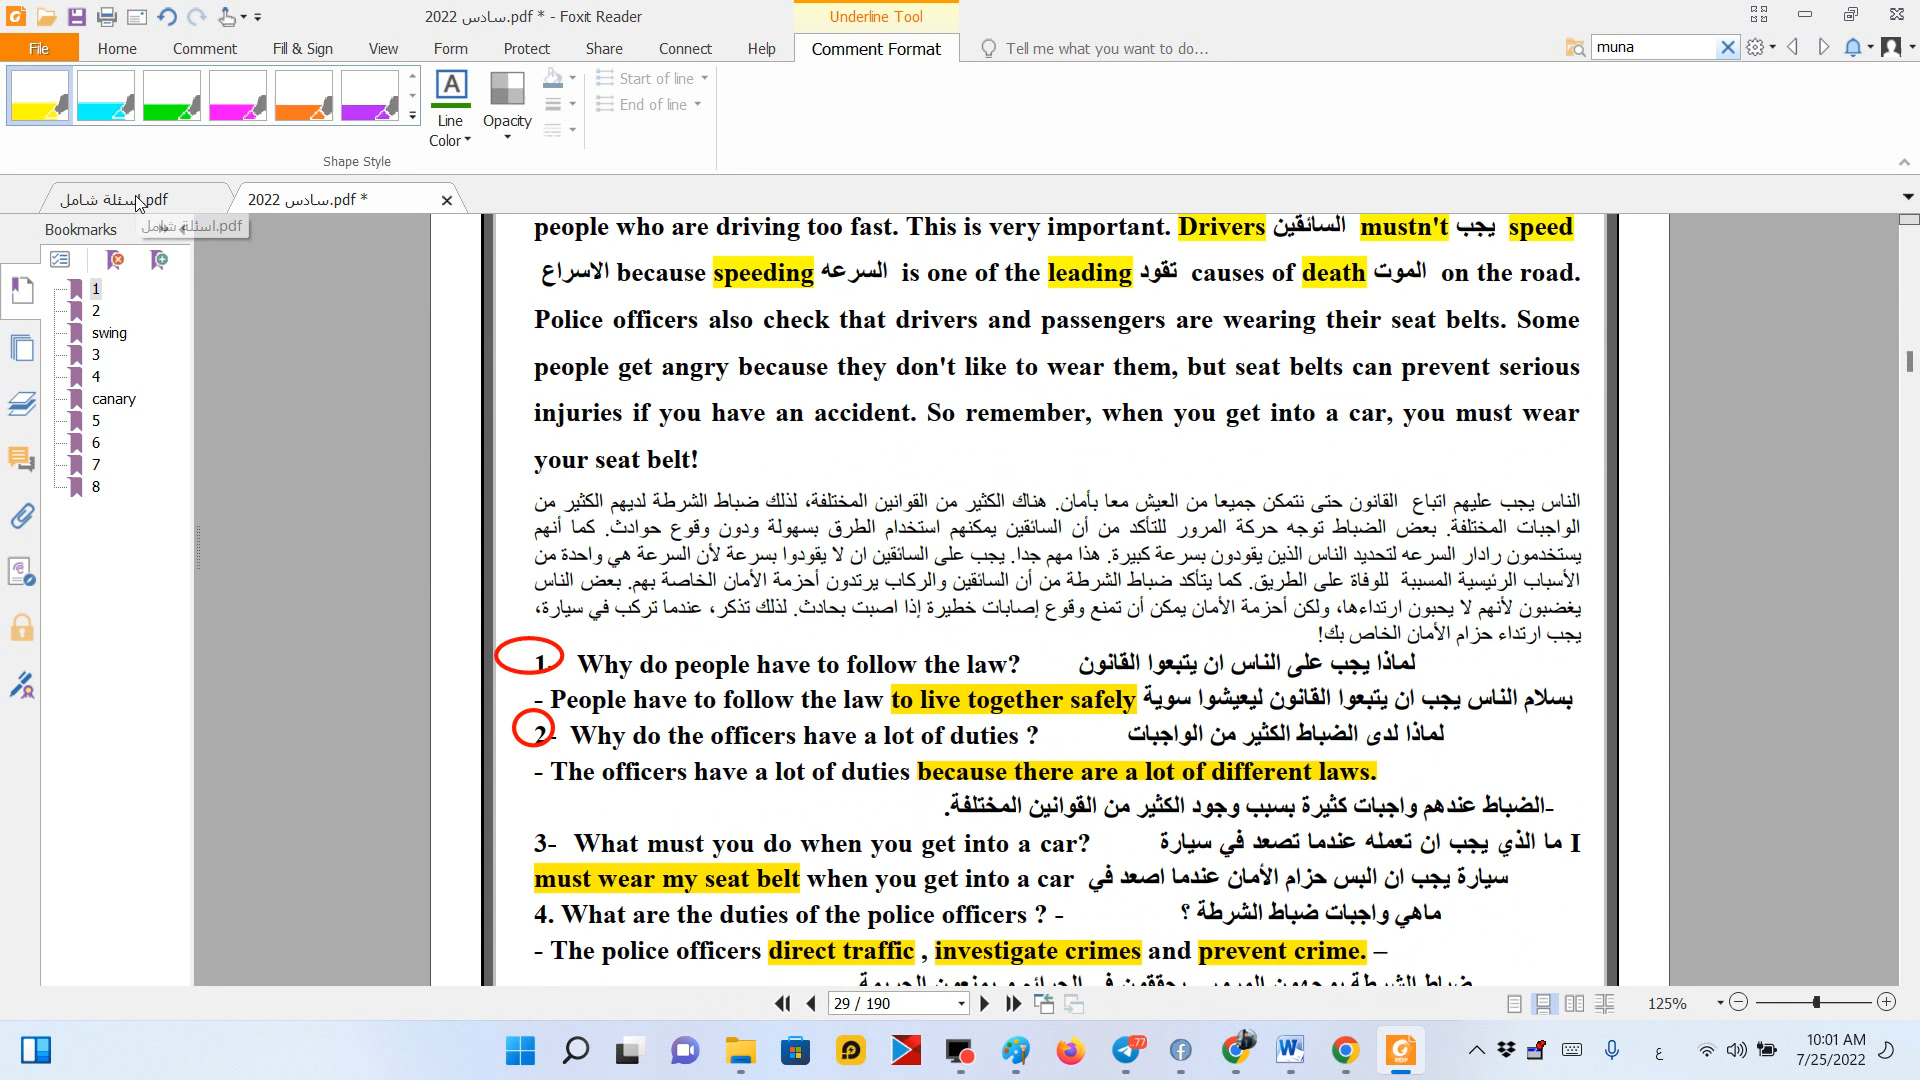 سادس 2022.pdf * - Foxit Reader
Underline Tool
File Home Comment Fill & Sign View Form Protect Share Connect Help Comment Format Tell me what you want to do...
muna
Start of line
End of line
Line
Color
Opacity
Shape Style
اسئلة شامل.pdf
سادس 2022.pdf *
Bookmarks
اسئلة شامل.pdf
1
2
swing
3
4
canary
5
6
7
8
people who are driving too fast. This is very important. Drivers السائقين mustn't يجب speed
الاسراع because speeding السرعه is one of the leading تقود causes of death الموت on the road.
Police officers also check that drivers and passengers are wearing their seat belts. Some
people get angry because they don't like to wear them, but seat belts can prevent serious
injuries if you have an accident. So remember, when you get into a car, you must wear
your seat belt!
الناس يجب عليهم اتباع القانون حتى نتمكن جميعا من العيش معا بأمان. هناك الكثير من القوانين المختلفة، لذلك ضباط الشرطة لديهم الكثير من
الواجبات المختلفة. بعض الضباط توجه حركة المرور للتأكد من أن السائقين يمكنهم استخدام الطرق بسهولة ودون وقوع حوادث. كما أنهم
يستخدمون رادار السرعه لتحديد الناس الذين يقودون بسرعة كبيرة. هذا مهم جدا. يجب على السائقين ان لا يقودوا بسرعة لأن السرعة هي واحدة من
الأسباب الرئيسية المسببة للوفاة على الطريق. كما يتأكد ضباط الشرطة من أن السائقين والركاب يرتدون أحزمة الأمان الخاصة بهم. بعض الناس
يغضبون لأنهم لا يحبون ارتداءها، ولكن أحزمة الأمان يمكن أن تمنع وقوع إصابات خطيرة إذا اصبت بحادث. لذلك تذكر، عندما تركب في سيارة،
يجب ارتداء حزام الأمان الخاص بك!
1- Why do people have to follow the law? لماذا يجب على الناس ان يتبعوا القانون
- People have to follow the law to live together safely بسلام الناس يجب ان يتبعوا القانون ليعيشوا سوية
2- Why do the officers have a lot of duties ? لماذا لدى الضباط الكثير من الواجبات
- The officers have a lot of duties because there are a lot of different laws.
-الضباط عندهم واجبات كثيرة بسبب وجود الكثير من القوانين المختلفة.
3- What must you do when you get into a car? ما الذي يجب ان تعمله عندما تصعد في سيارة I
must wear my seat belt when you get into a car سيارة يجب ان البس حزام الأمان عندما اصعد في
4. What are the duties of the police officers ? - ماهي واجبات ضباط الشرطة ؟
- The police officers direct traffic , investigate crimes and prevent crime. –
29 / 190
125%
77
ع
10:01 AM
7/25/2022